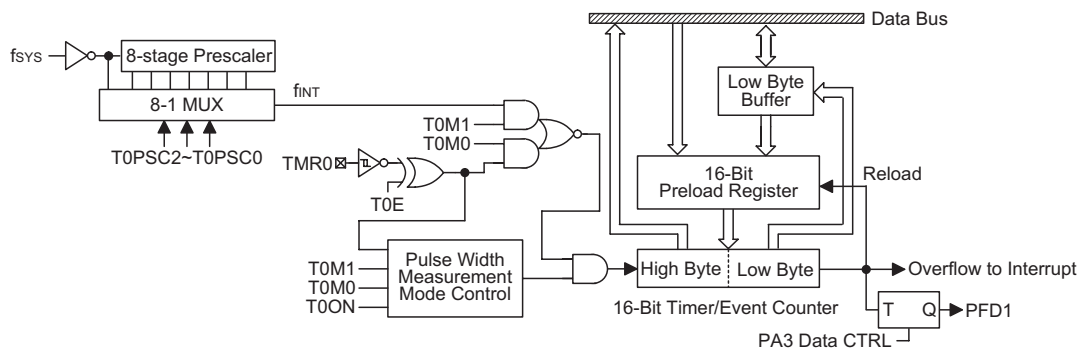 Data Bus
fSYS
8-stage Prescaler
8-1 MUX
T0PSC2~T0PSC0
fINT
T0M1
T0M0
TMR0
T0E
Low Byte
Buffer
16-Bit
Preload Register
Reload
T0M1
T0M0
T0ON
Pulse Width
Measurement
Mode Control
High Byte
Low Byte
16-Bit Timer/Event Counter
Overflow to Interrupt
T Q
PFD1
PA3 Data CTRL